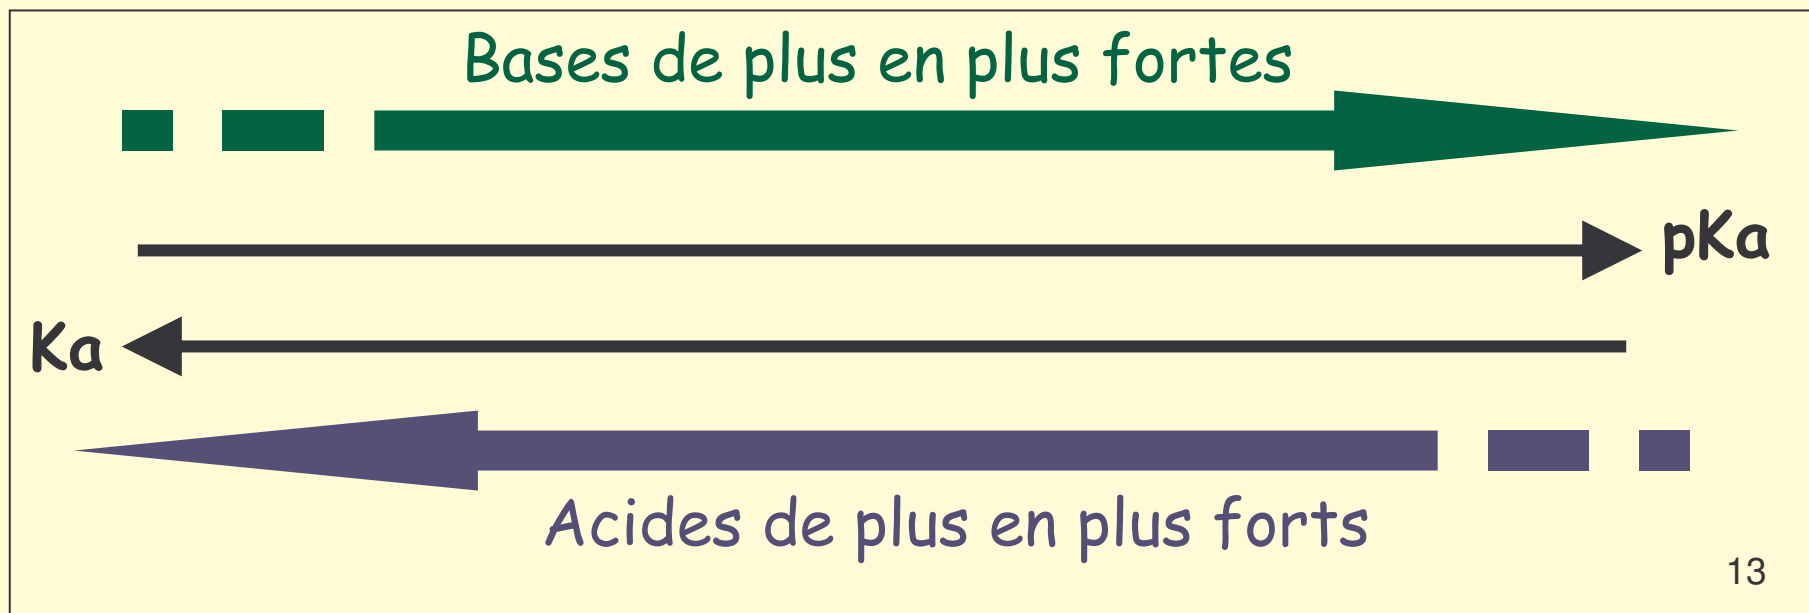 Bases de plus en plus fortes
pKa
Ka
Acides de plus en plus forts
13